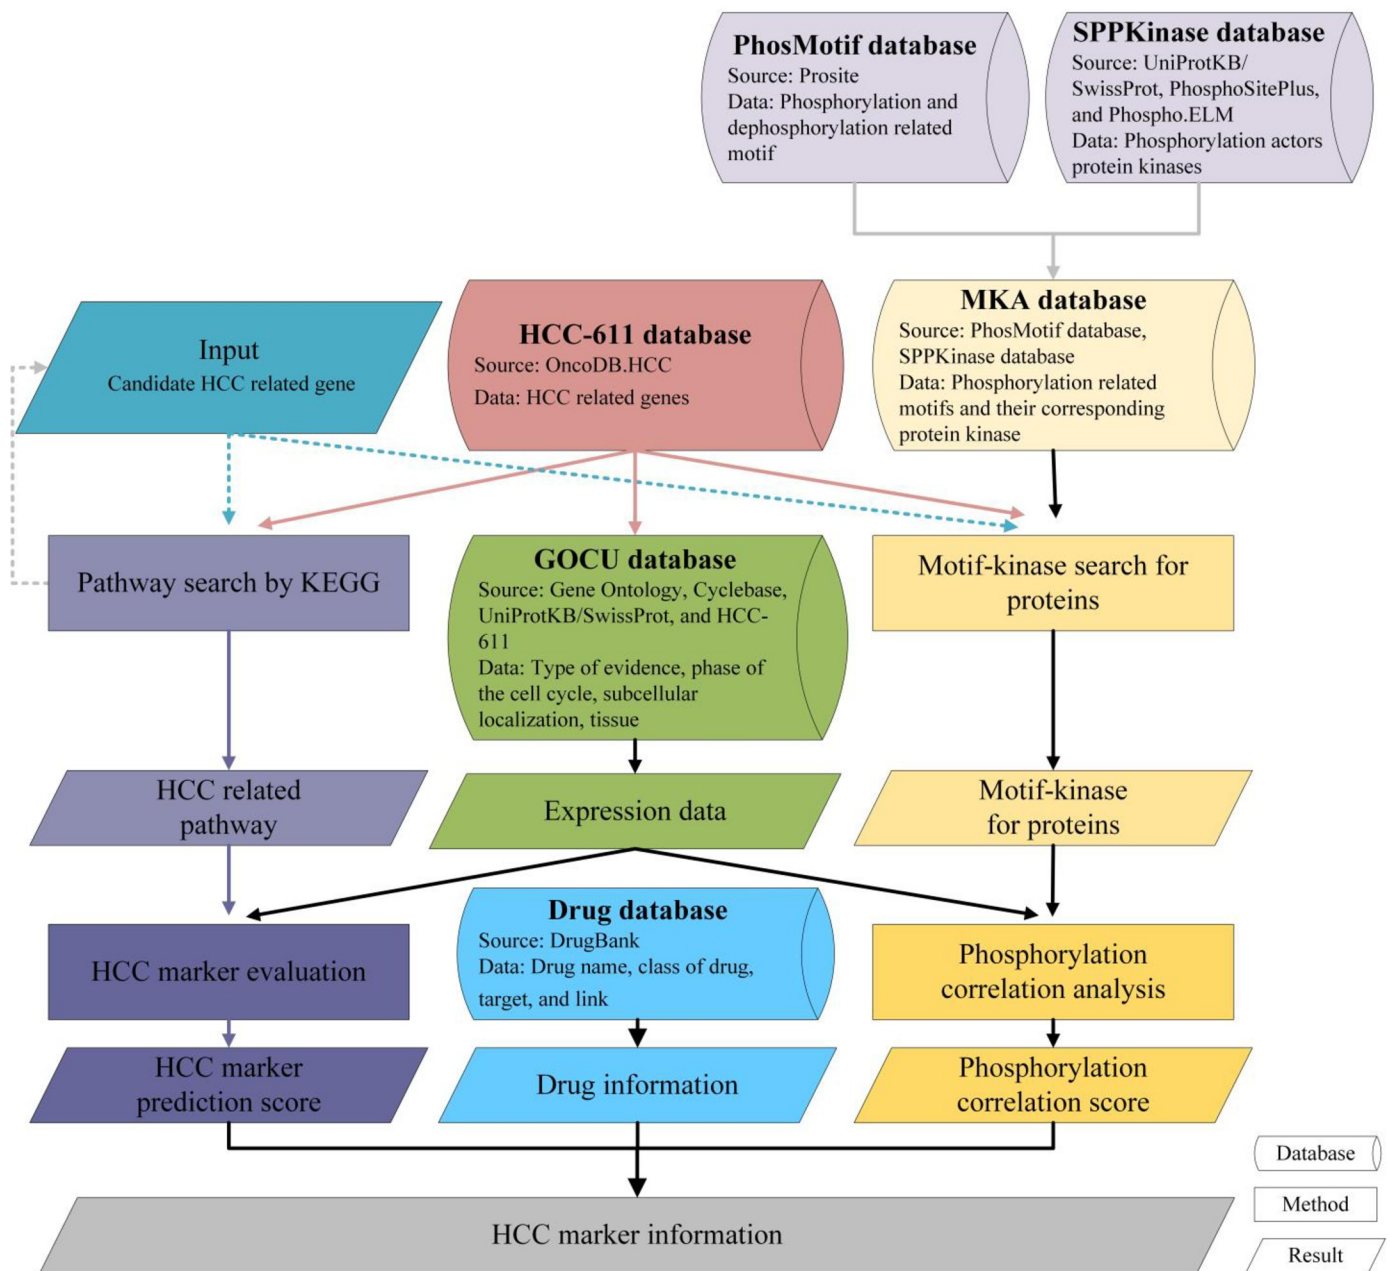 PhosMotif database
Source: Prosite
Data: Phosphorylation and
dephosphorylation related
motif
SPPKinase database
Source: UniProtKB/
SwissProt, PhosphoSitePlus,
and Phospho.ELM
Data: Phosphorylation actors
protein kinases
Input
Candidate HCC related gene
HCC-611 database
Source: OncoDB.HCC
Data: HCC related genes
MKA database
Source: PhosMotif database,
SPPKinase database
Data: Phosphorylation related
motifs and their corresponding
protein kinase
Pathway search by KEGG
GOCU database
Source: Gene Ontology, Cyclebase,
UniProtKB/SwissProt, and HCC-
611
Data: Type of evidence, phase of
the cell cycle, subcellular
localization, tissue
Motif-kinase search for
proteins
HCC related
pathway
Expression data
Motif-kinase
for proteins
HCC marker evaluation
Drug database
Source: DrugBank
Data: Drug name, class of drug,
target, and link
Phosphorylation
correlation analysis
HCC marker
prediction score
Drug information
Phosphorylation
correlation score
HCC marker information
Database
Method
Result